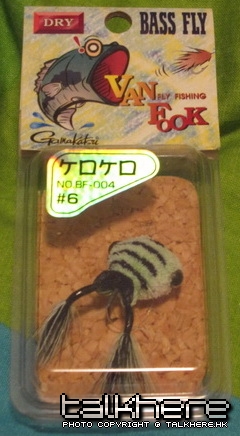 DRY
BASS FLY
VAN FOOK
FLY FISHING
Gamakatsu
ケロケロ
NO.BF-004
#6
talkhere
PHOTO COPYRIGHT @ TALKHERE.HK